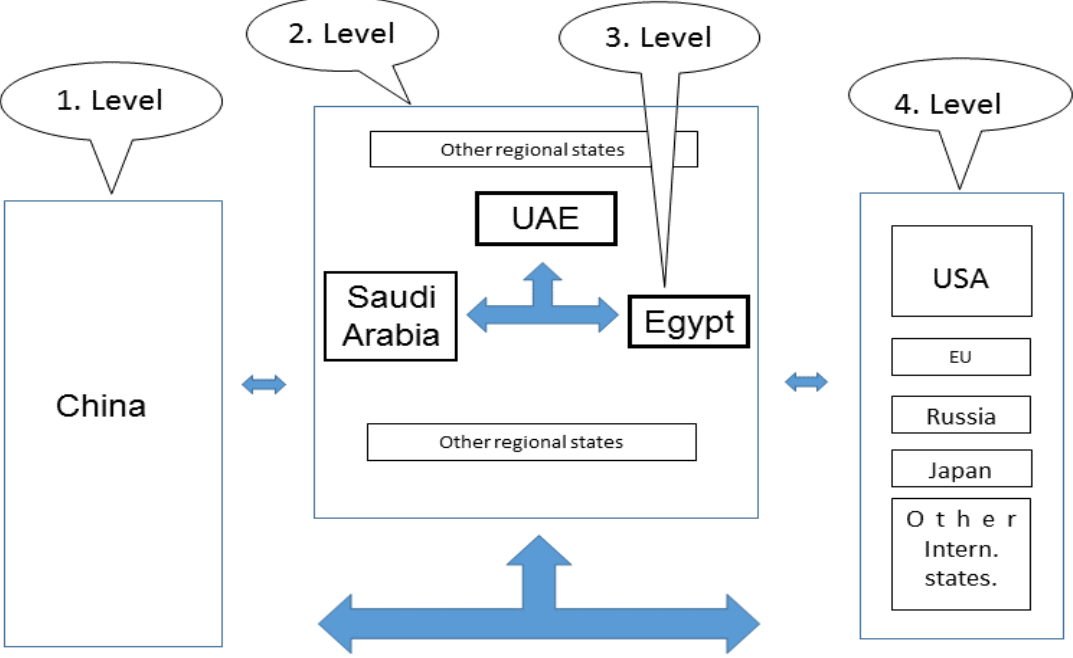 1. Level
2. Level
3. Level
4. Level
China
Other regional states
UAE
Saudi
Arabia
Egypt
Other regional states
USA
EU
Russia
Japan
Other
Intern.
states.